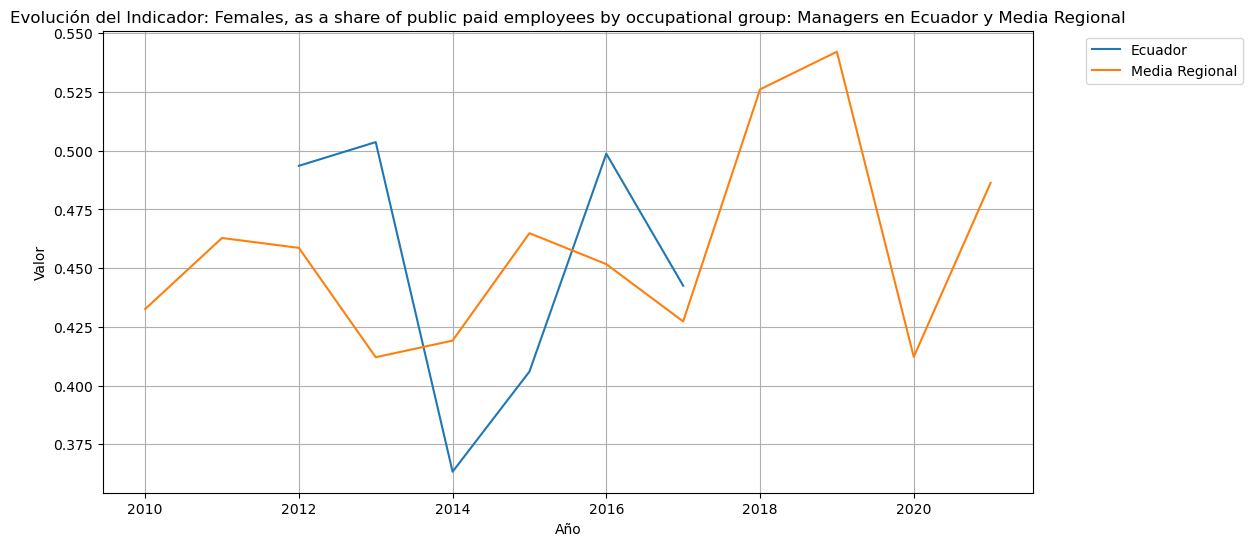 Evolución del Indicador: Females, as a share of public paid employees by occupational group: Managers en Ecuador y Media Regional
Ecuador
Media Regional
0.550
0.525
0.500
0.475
0.450
0.425
0.400
0.375
Valor
2010
2012
2014
2016
2018
2020
Año